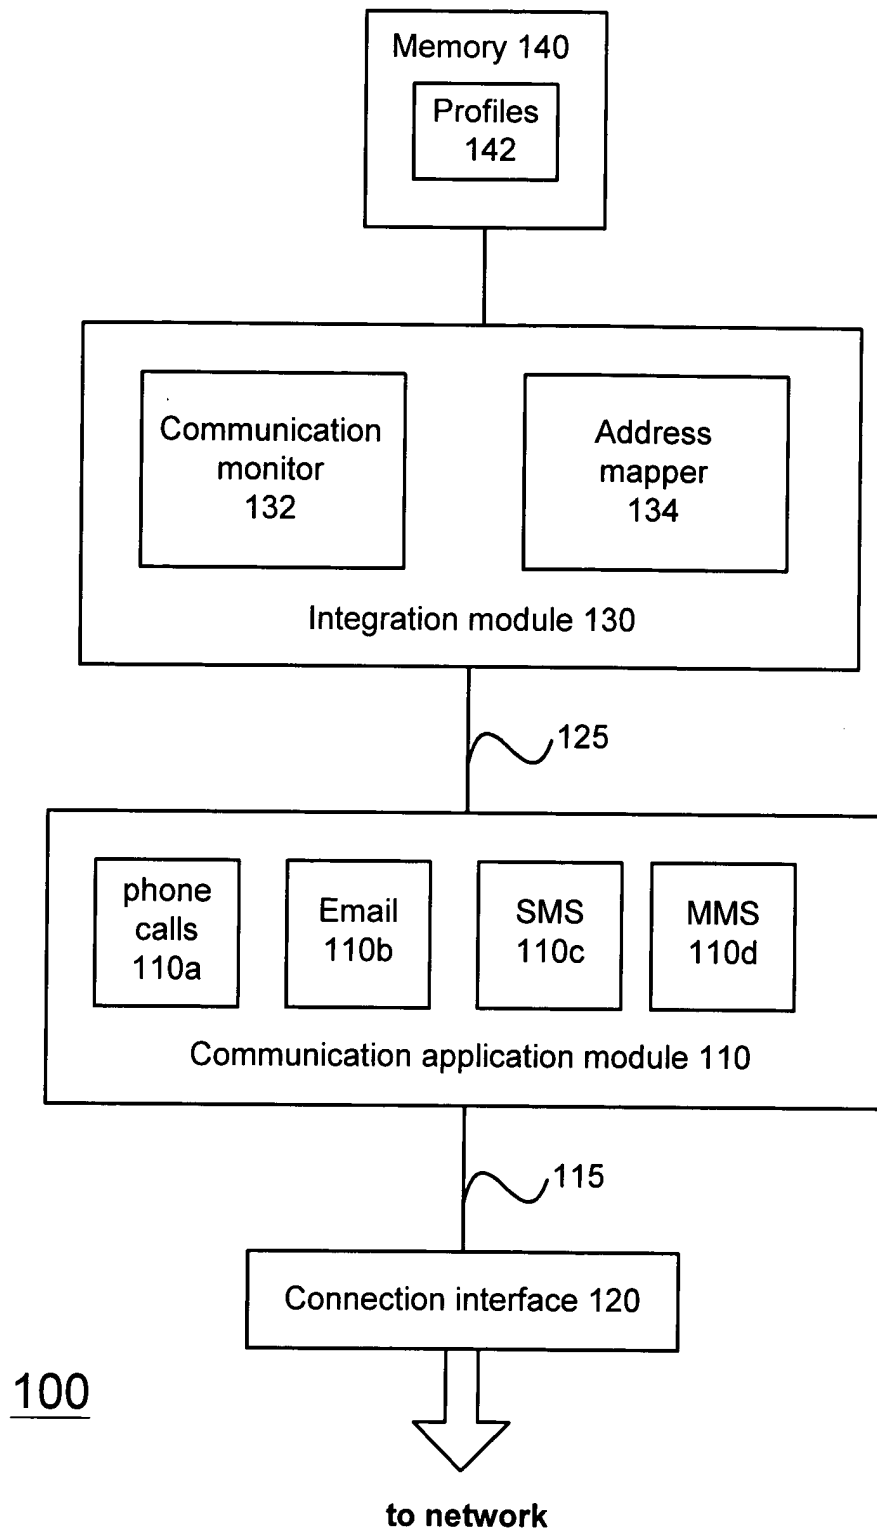 Memory 140
Profiles
142
Communication
monitor
132
Address
mapper
134
Integration module 130
125
phone
calls
110a
Email
110b
SMS
110c
MMS
110d
Communication application module 110
115
Connection interface 120
100
to network